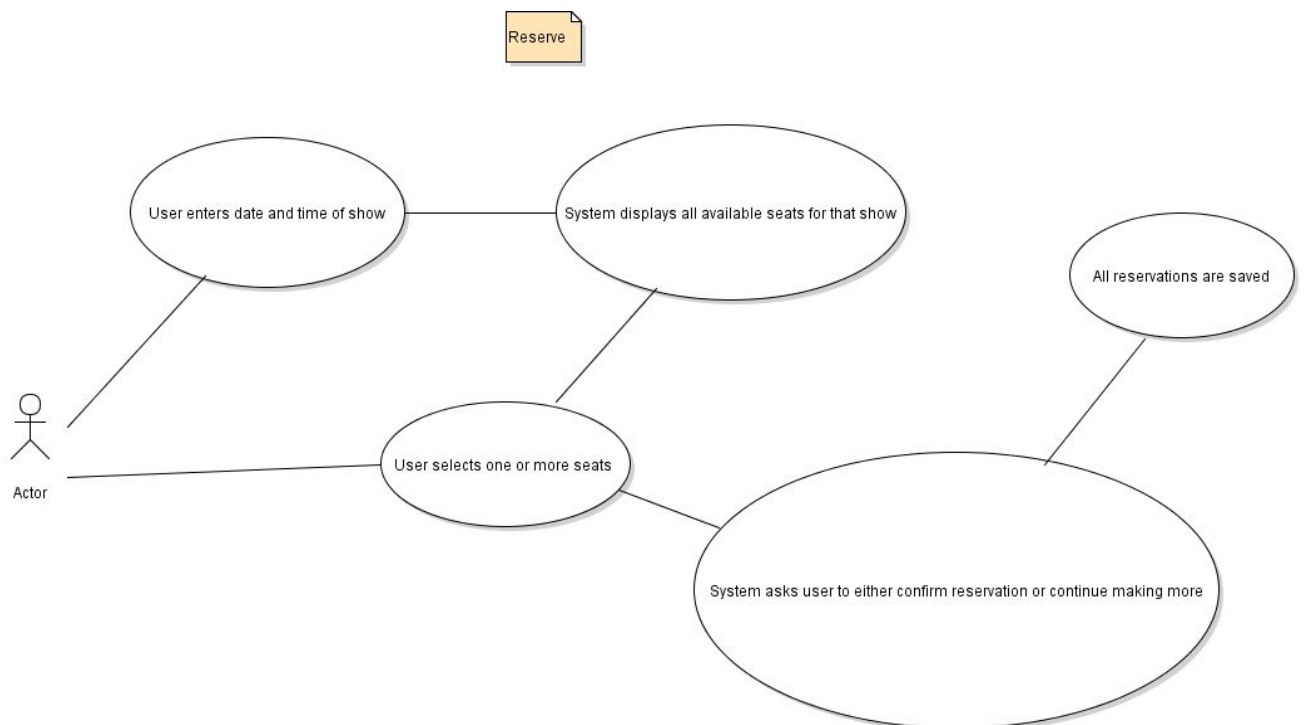 Reserve
User enters date and time of show
System displays all available seats for that show
All reservations are saved
User selects one or more seats
Actor
System asks user to either confirm reservation or continue making more